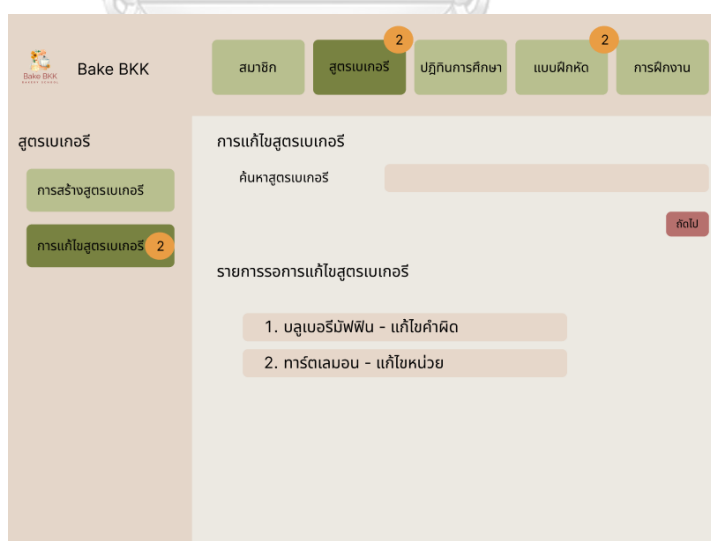 2 2
Bake BKK Bake BKK สมาชิก สูตรเบเกอรี ปฏิทินการศึกษา แบบฝึกหัด การฝึกงาน
สูตรเบเกอรี การแก้ไขสูตรเบเกอรี
การสร้างสูตรเบเกอรี ค้นหาสูตรเบเกอรี
ถัดไป
การแก้ไขสูตรเบเกอรี 2
รายการรอการแก้ไขสูตรเบเกอรี
1. บลูเบอรีมัฟฟิน - แก้ไขคำผิด
2. ทาร์ตเลมอน - แก้ไขหน่วย